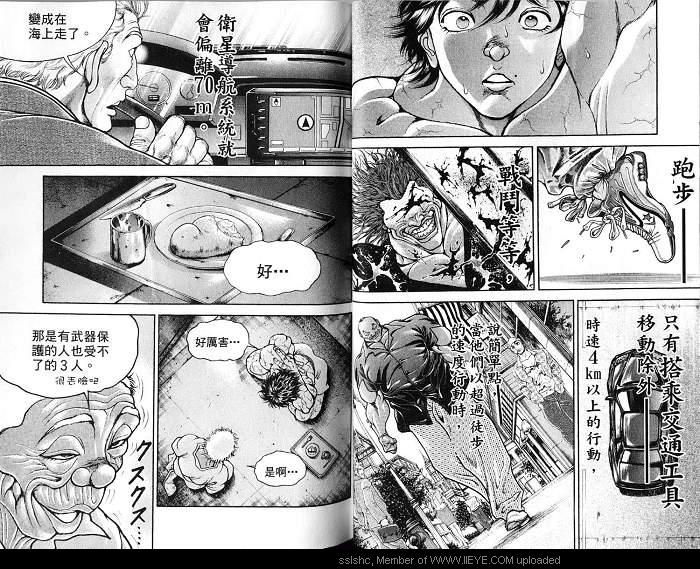 跑步──
戰鬥等等，
只有搭乘交通工具
移動除外──
時速4km以上的行動，
說簡單點，
當他們以超過徒步
的速度行動時，
衛星導航系統就
會偏離70m。
變成在
海上走了。
好…
好厲害…
是啊…
那是有武器保
護的人也受不
了的3人。
很丟臉吧
クスクス…
sslshc, Member of WWW.IIEYE.COM uploaded